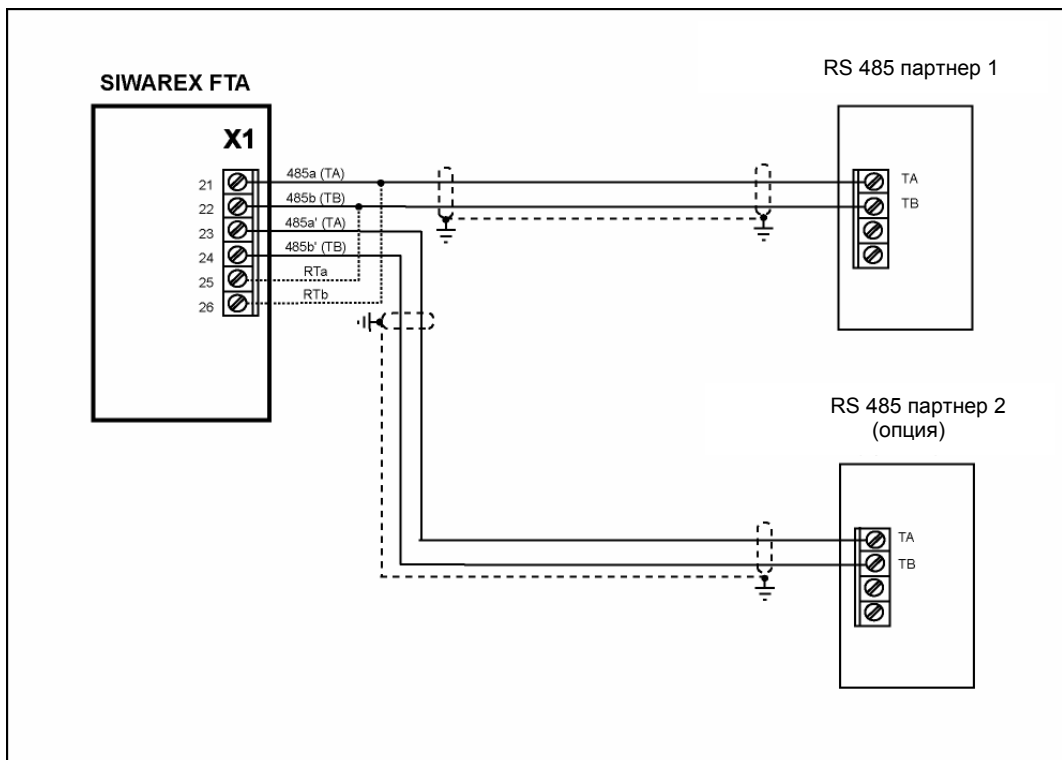 SIWAREX FTA
X1
21
22
23
24
25
26
485a (TA)
485b (TB)
485a' (TA)
485b' (TB)
RTa
RTb
RS 485 партнер 1
TA
TB
RS 485 партнер 2
(опция)
TA
TB